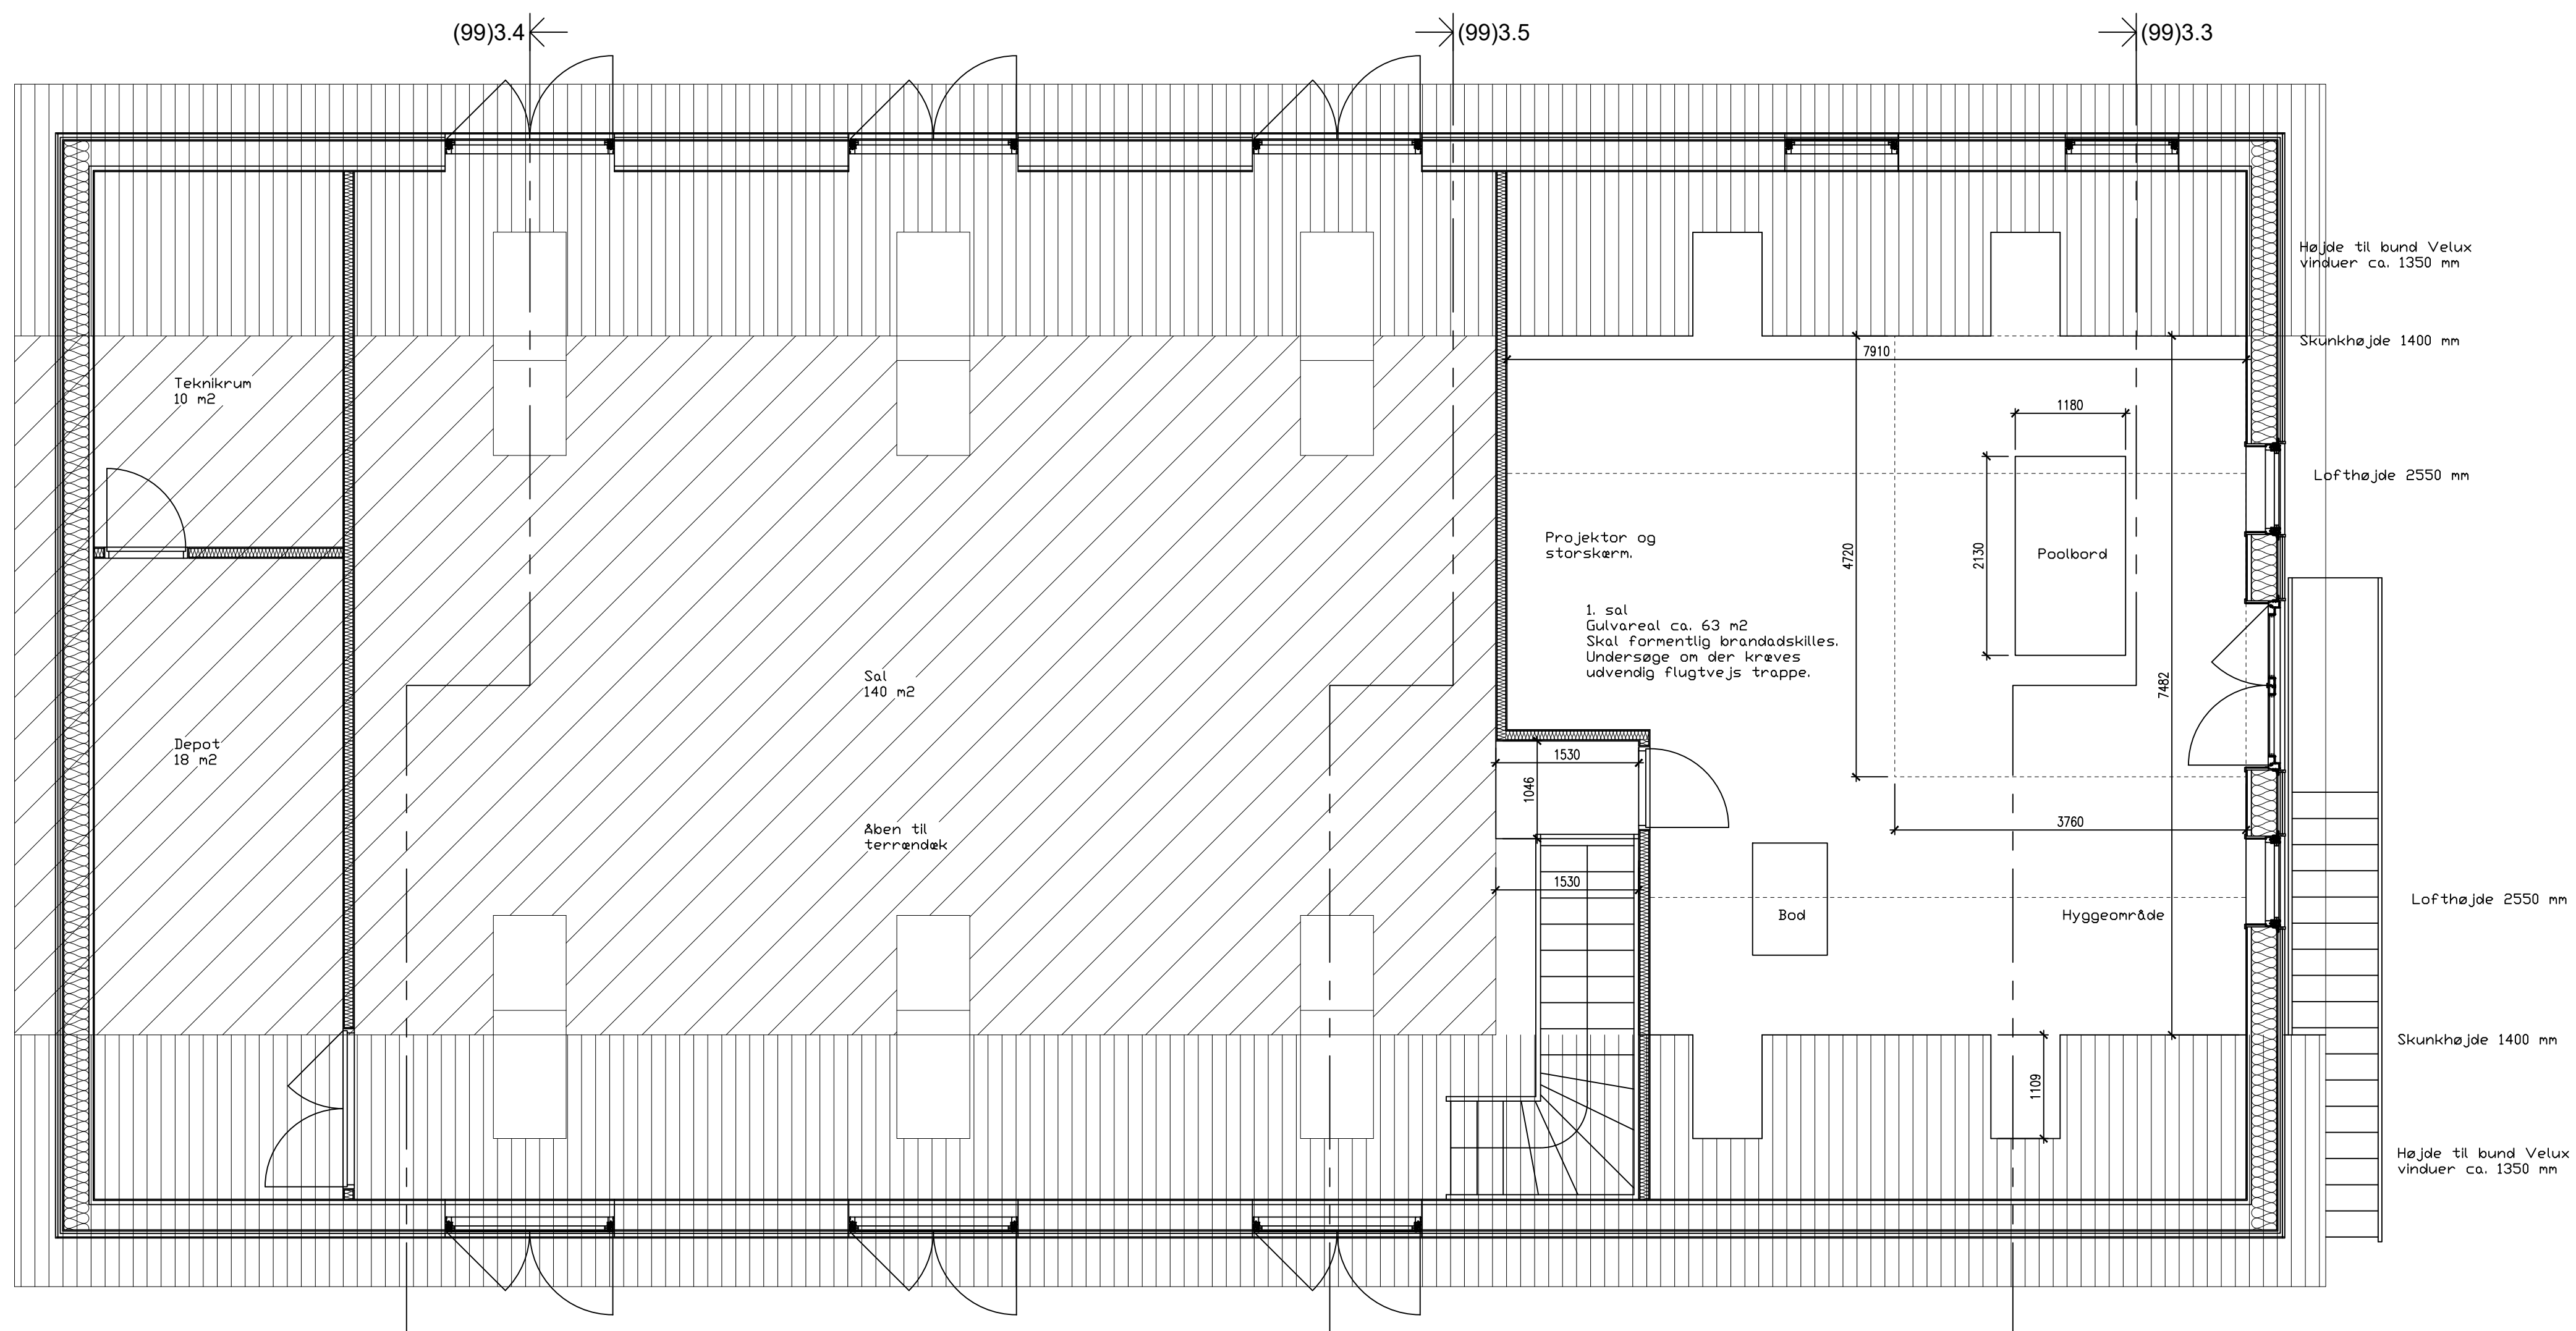 (99)3.4
(99)3.5
(99)3.3
Højde til bund Velux
vinduer ca. 1350 mm
Skunkhøjde 1400 mm
7910
Teknikrum
10 m2
1180
Lofthøjde 2550 mm
Projektor og
storskærm.
4720
2130
Poolbord
1. sal
Gulvareal ca. 63 m2
Skal formentlig brandadskilles.
Undersøge om der kræves
udvendig flugtvejs trappe.
Sal
140 m2
7482
Depot
18 m2
1530
1046
Åben til
terrændæk
3760
1530
Bod
Hyggeområde
Lofthøjde 2550 mm
Skunkhøjde 1400 mm
1109
Højde til bund Velux
vinduer ca. 1350 mm